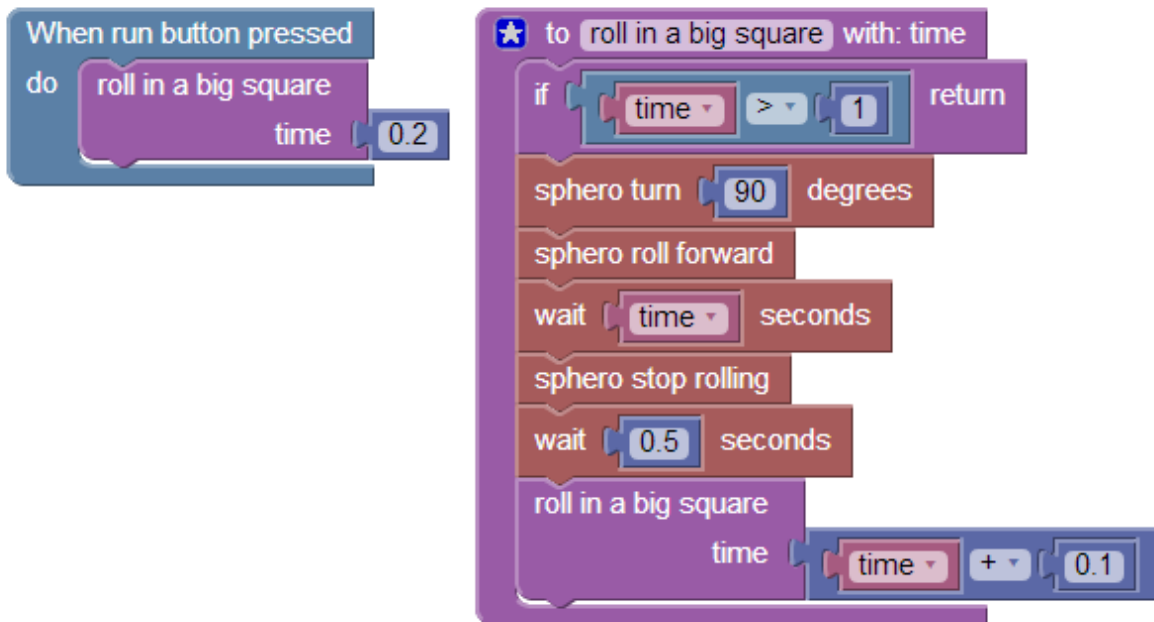 When run button pressed
do roll in a big square
time 0.2
to roll in a big square with: time
if time > 1 return
sphero turn 90 degrees
sphero roll forward
wait time seconds
sphero stop rolling
wait 0.5 seconds
roll in a big square
time time + 0.1